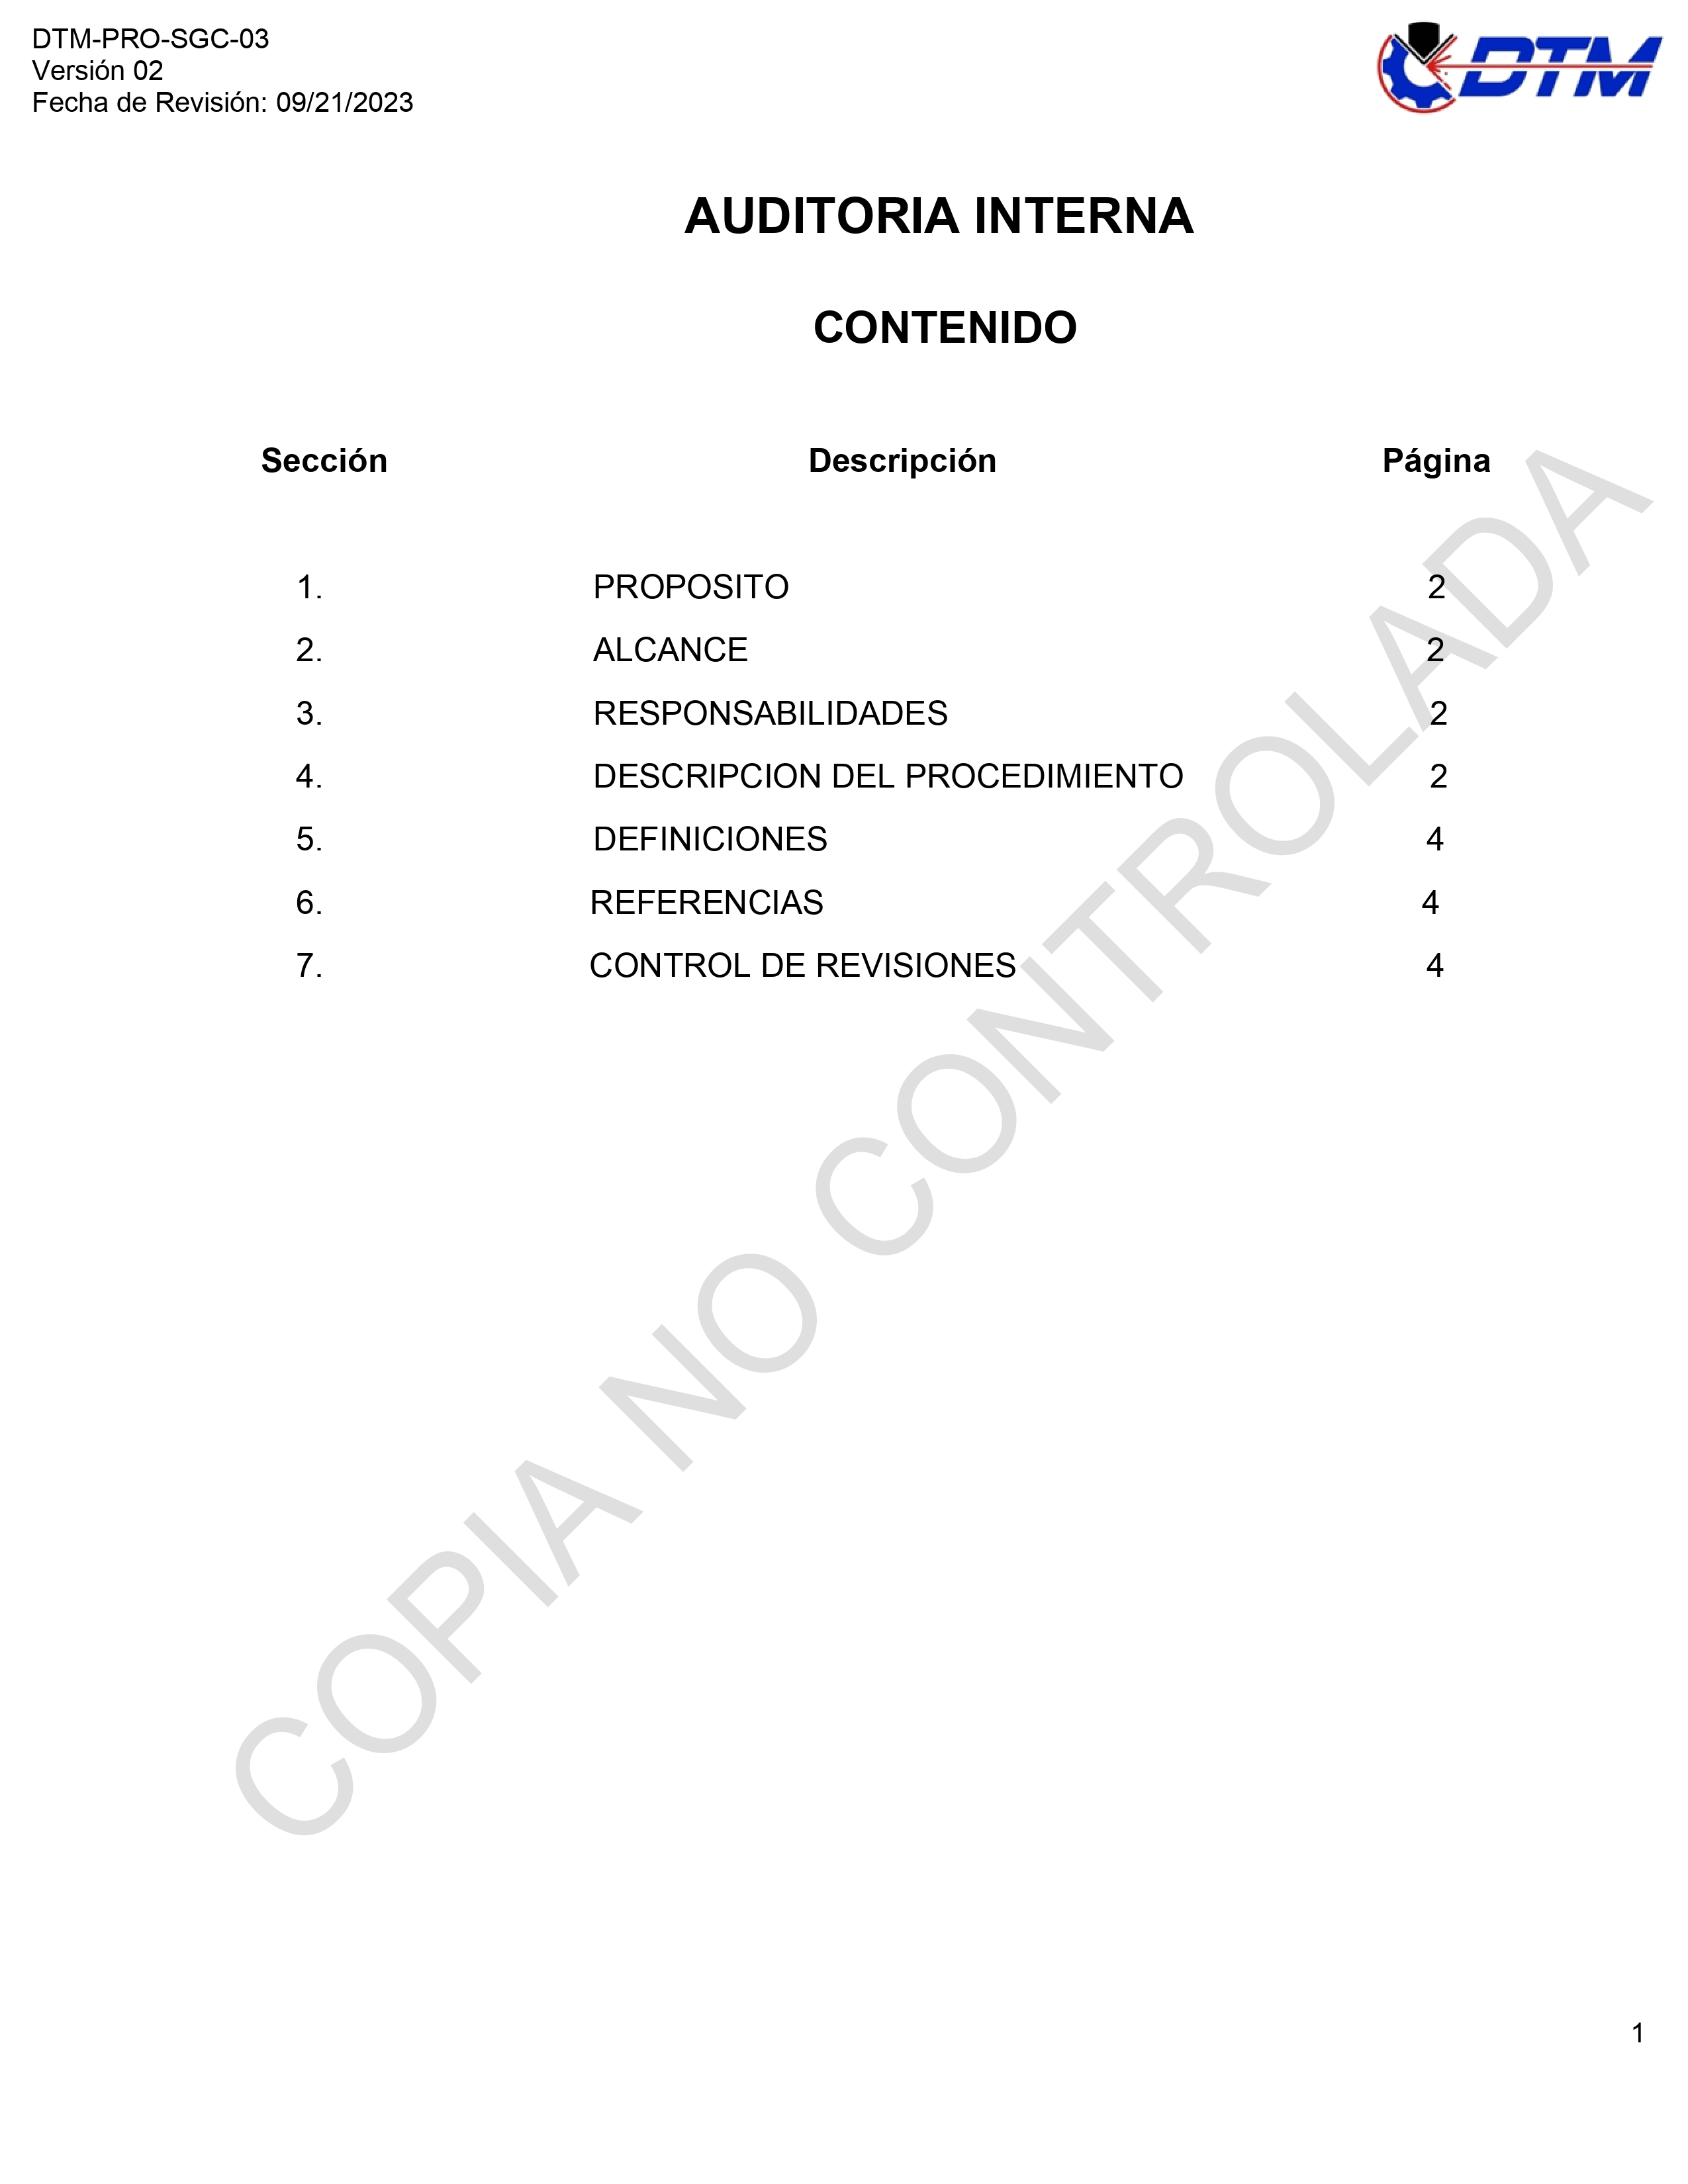 DTM-PRO-SGC-03
Versión 02
Fecha de Revisión: 09/21/2023
DTM
AUDITORIA INTERNA
CONTENIDO
Sección Descripción Página
1. PROPOSITO 2
2. ALCANCE 2
3. RESPONSABILIDADES 2
4. DESCRIPCION DEL PROCEDIMIENTO 2
5. DEFINICIONES 4
6. REFERENCIAS 4
7. CONTROL DE REVISIONES 4
COPIA NO CONTROLADA
1